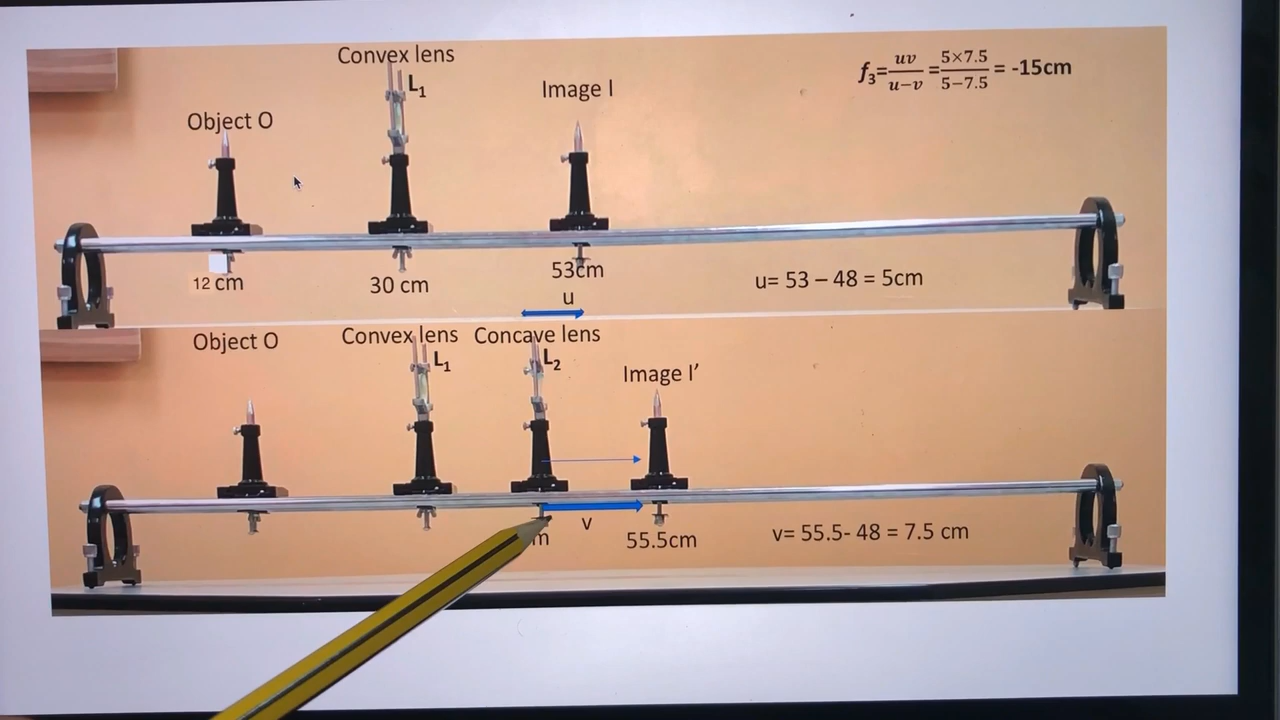 Convex lens
L₁
Image I
Object O
f₃=uv/u−v=5×7.5/5−7.5= -15cm
12 cm
30 cm
53cm
u= 53 – 48 = 5cm
u
Object O
Convex lens
L₁
Concave lens
L₂
Image I’
v
55.5cm
v= 55.5- 48 = 7.5 cm